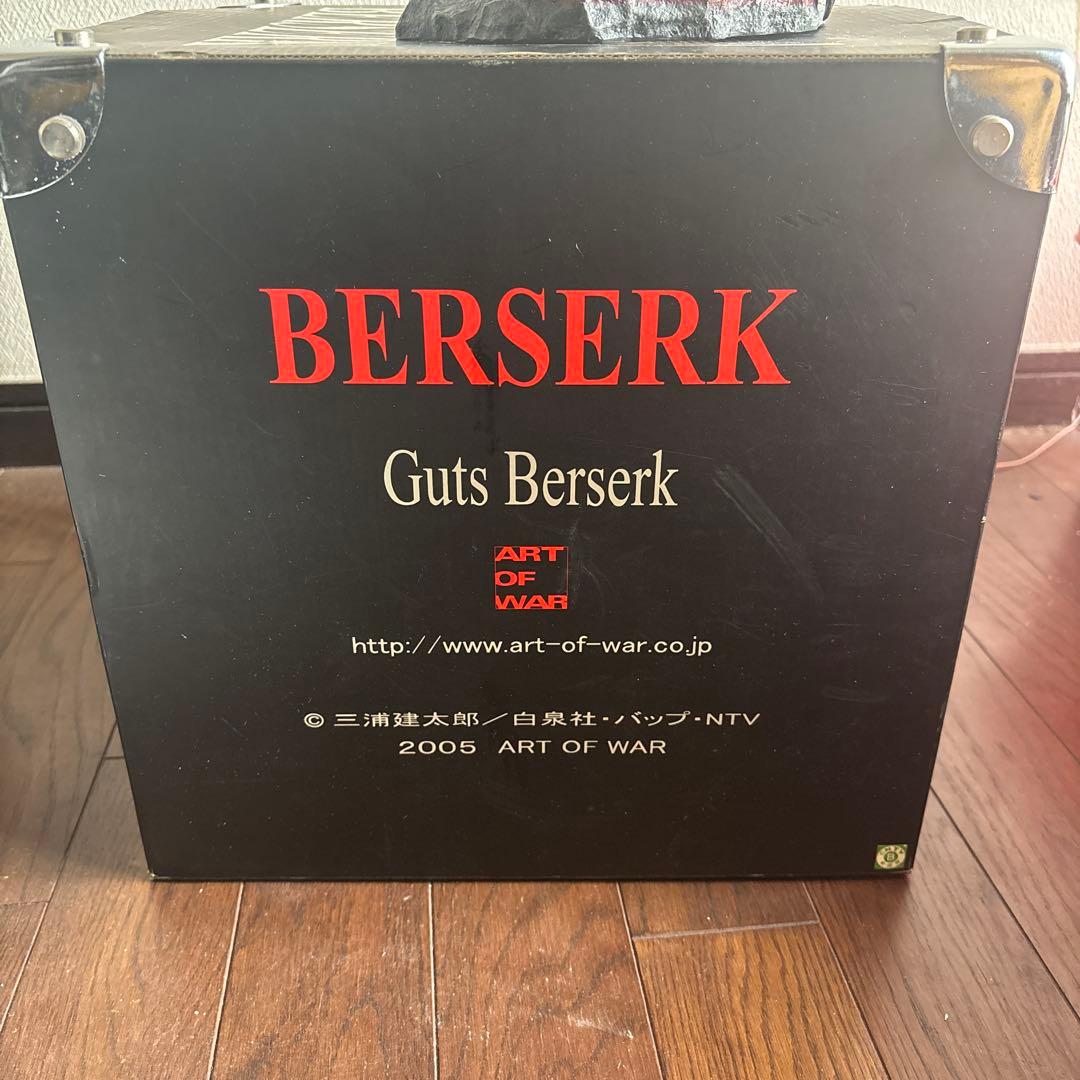 BERSERK
Guts Berserk
ART
OF
WAR
http://www.art-of-war.co.jp
© 三浦建太郎／白泉社・バップ・NTV
2005 ART OF WAR
B